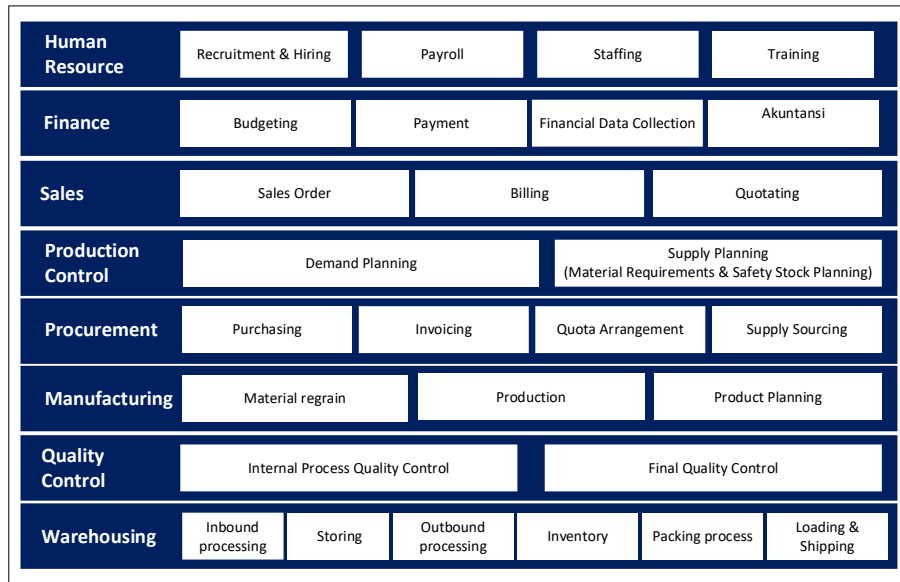 Human
Resource
Recruitment & Hiring
Payroll
Staffing
Training
Finance
Budgeting
Payment
Financial Data Collection
Akuntansi
Sales
Sales Order
Billing
Quotating
Production
Control
Demand Planning
Supply Planning
(Material Requirements & Safety Stock Planning)
Procurement
Purchasing
Invoicing
Quota Arrangement
Supply Sourcing
Manufacturing
Material regrain
Production
Product Planning
Quality
Control
Internal Process Quality Control
Final Quality Control
Warehousing
Inbound
processing
Storing
Outbound
processing
Inventory
Packing process
Loading &
Shipping